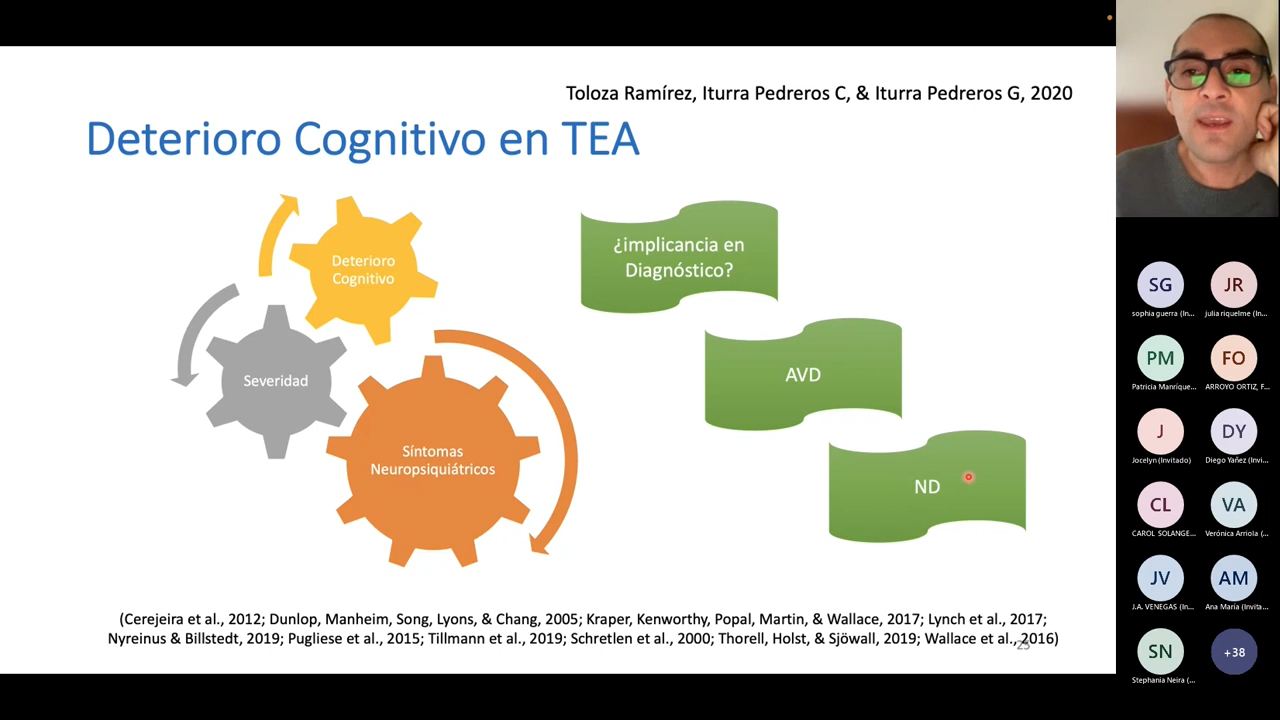 Toloza Ramírez, Iturra Pedreros C, & Iturra Pedreros G, 2020
Deterioro Cognitivo en TEA
Deterioro
Cognitivo
Severidad
Síntomas
Neuropsiquiátricos
¿implicancia en
Diagnóstico?
AVD
ND
(Cerejeira et al., 2012; Dunlop, Manheim, Song, Lyons, & Chang, 2005; Kraper, Kenworthy, Popal, Martin, & Wallace, 2017; Lynch et al., 2017;
Nyreinus & Billstedt, 2019; Pugliese et al., 2015; Tillmann et al., 2019; Schretlen et al., 2000; Thorell, Holst, & Sjöwall, 2019; Wallace et al., 2016)
25
SG
sophia guerra (In...
JR
julia riquelme (In...
PM
Patricia Manríque...
FO
ARROYO ORTIZ, F...
J
Jocelyn (Invitado)
DY
Diego Yañez (Invi...
CL
CAROL SOLANGE...
VA
Verónica Arriola (...
JV
J.A. VENEGAS (In...
AM
Ana María (Invita...
SN
Stephania Neira (...
+38